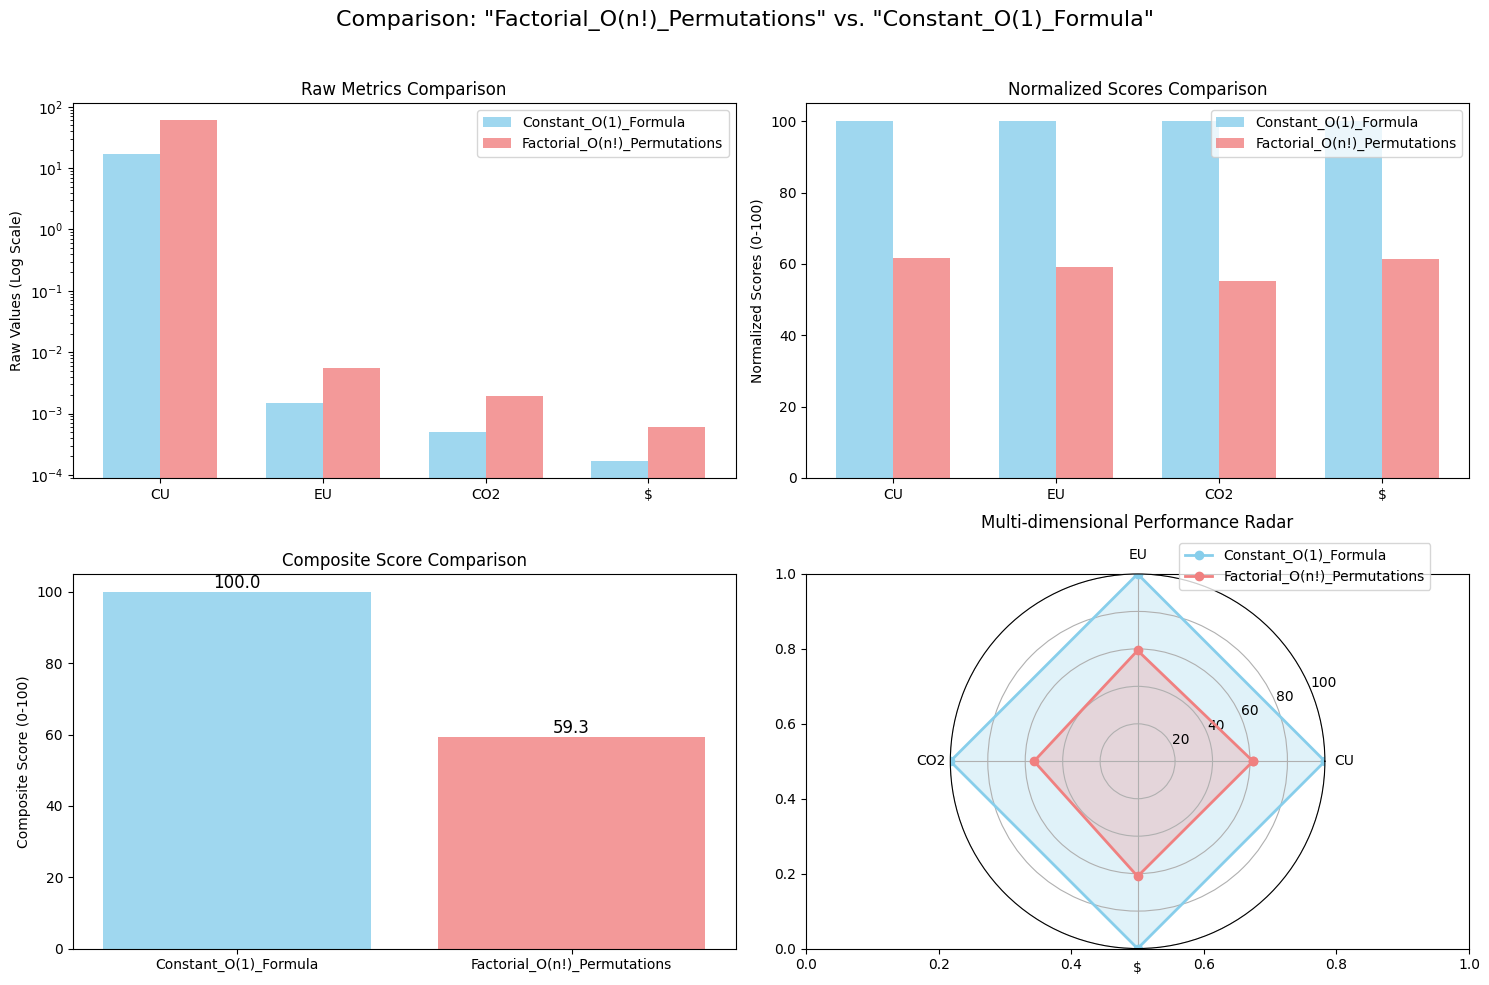 Comparison: "Factorial_O(n!)_Permutations" vs. "Constant_O(1)_Formula"
Raw Metrics Comparison
Raw Values (Log Scale)
10²
10¹
10⁰
10⁻¹
10⁻²
10⁻³
10⁻⁴
Constant_O(1)_Formula
Factorial_O(n!)_Permutations
CU EU CO2 $
Normalized Scores Comparison
Normalized Scores (0-100)
100
80
60
40
20
0
Constant_O(1)_Formula
Factorial_O(n!)_Permutations
CU EU CO2 $
Composite Score Comparison
Composite Score (0-100)
100
80
60
40
20
0
100.0
59.3
Constant_O(1)_Formula Factorial_O(n!)_Permutations
Multi-dimensional Performance Radar
Constant_O(1)_Formula
Factorial_O(n!)_Permutations
1.0
0.8
0.6
0.4
0.2
0.0
EU
100
80
60
40
20
CO2 CU
$
0.0 0.2 0.4 0.6 0.8 1.0